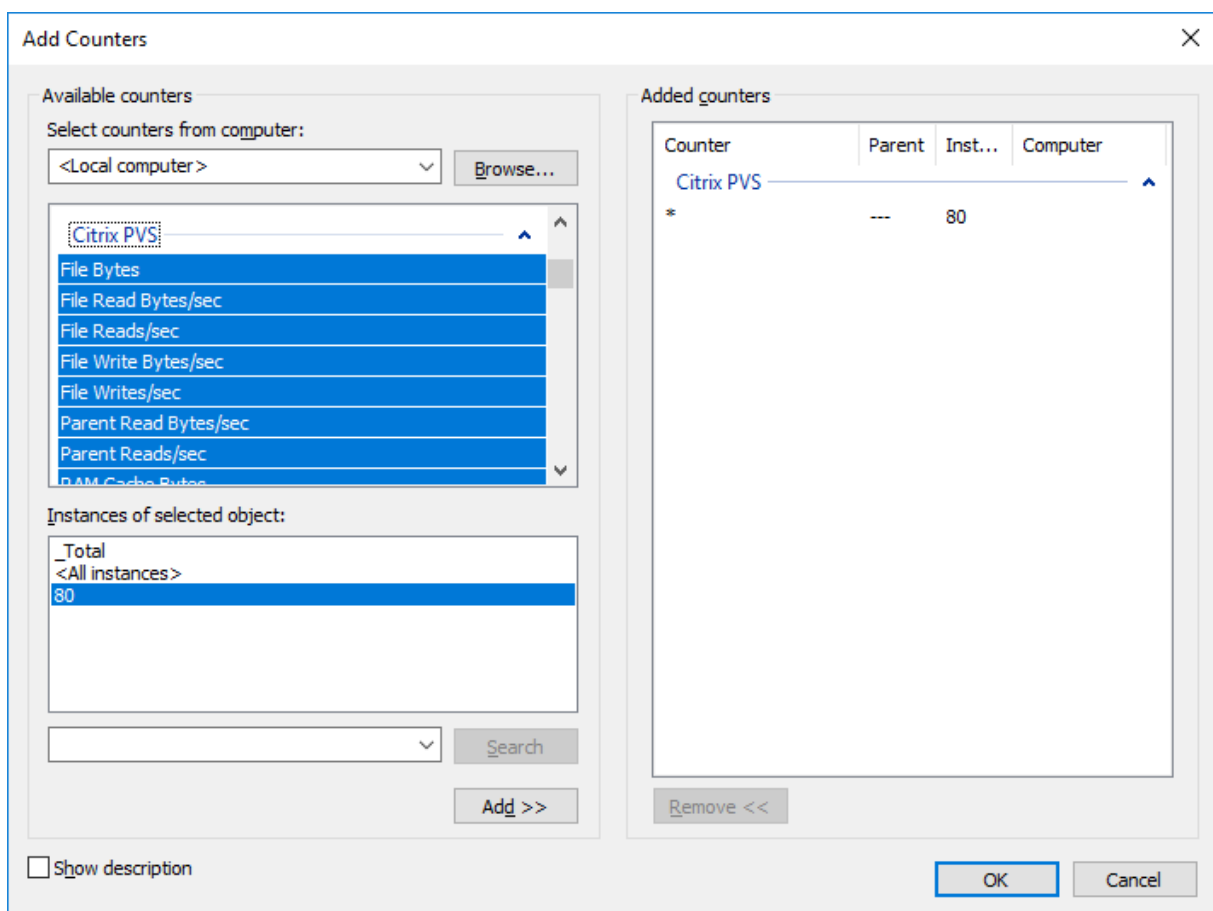 Add Counters
Available counters
Select counters from computer:
<Local computer>
Browse...
Citrix PVS
File Bytes
File Read Bytes/sec
File Reads/sec
File Write Bytes/sec
File Writes/sec
Parent Read Bytes/sec
Parent Reads/sec
RAM Cache Bytes
Instances of selected object:
_Total
<All instances>
80
Search
Add >>
Show description
Added counters
Counter Parent Inst... Computer
Citrix PVS
* --- 80
Remove <<
OK Cancel